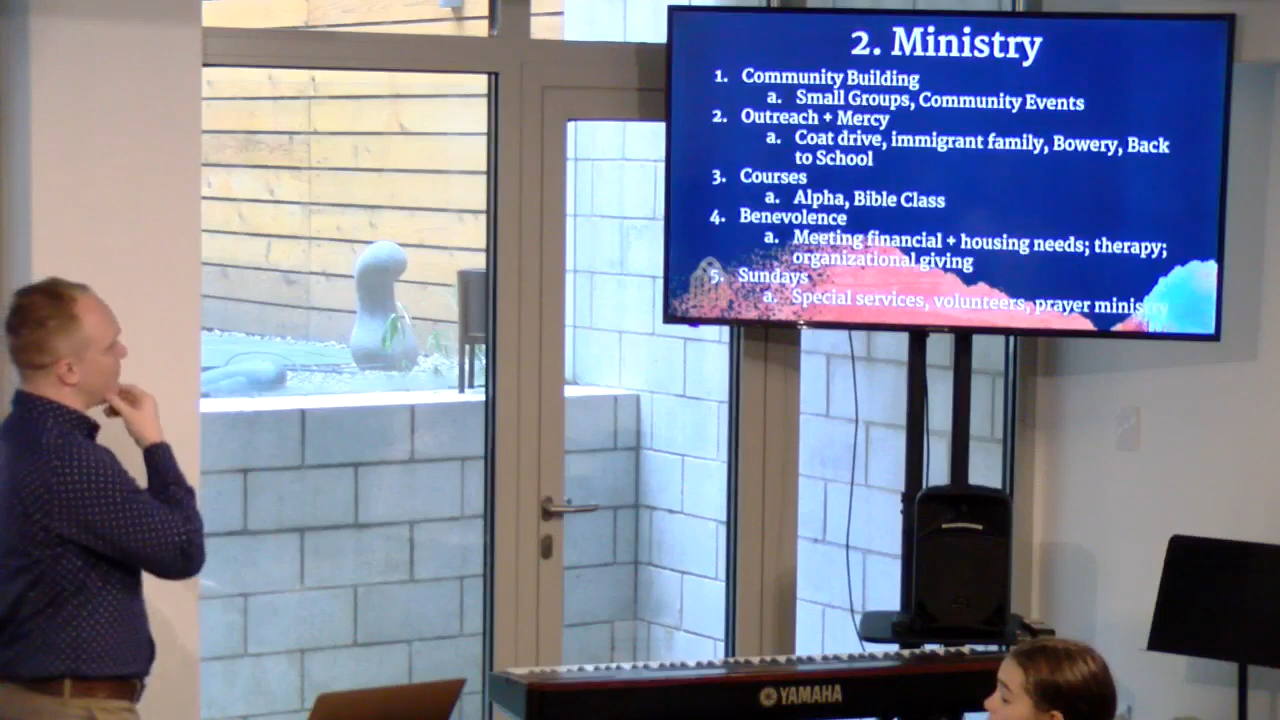 2. Ministry
1. Community Building
a. Small Groups, Community Events
2. Outreach + Mercy
a. Coat drive, immigrant family, Bowery, Back
to School
3. Courses
a. Alpha, Bible Class
4. Benevolence
a. Meeting financial + housing needs; therapy;
organizational giving
5. Sundays
a. Special services, volunteers, prayer ministry
YAMAHA